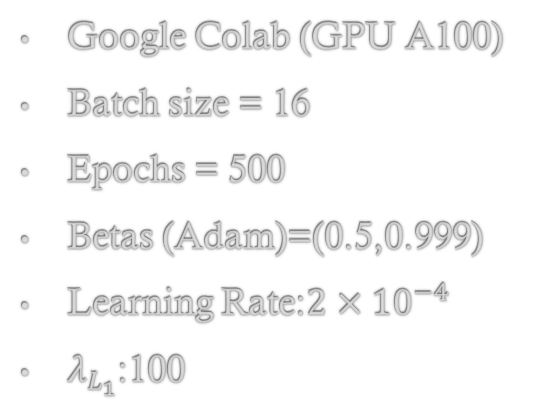 • Google Colab (GPU A100)
• Batch size = 16
• Epochs = 500
• Betas (Adam)=(0.5,0.999)
• Learning Rate:2 × 10⁻⁴
• λ_{L₁}:100